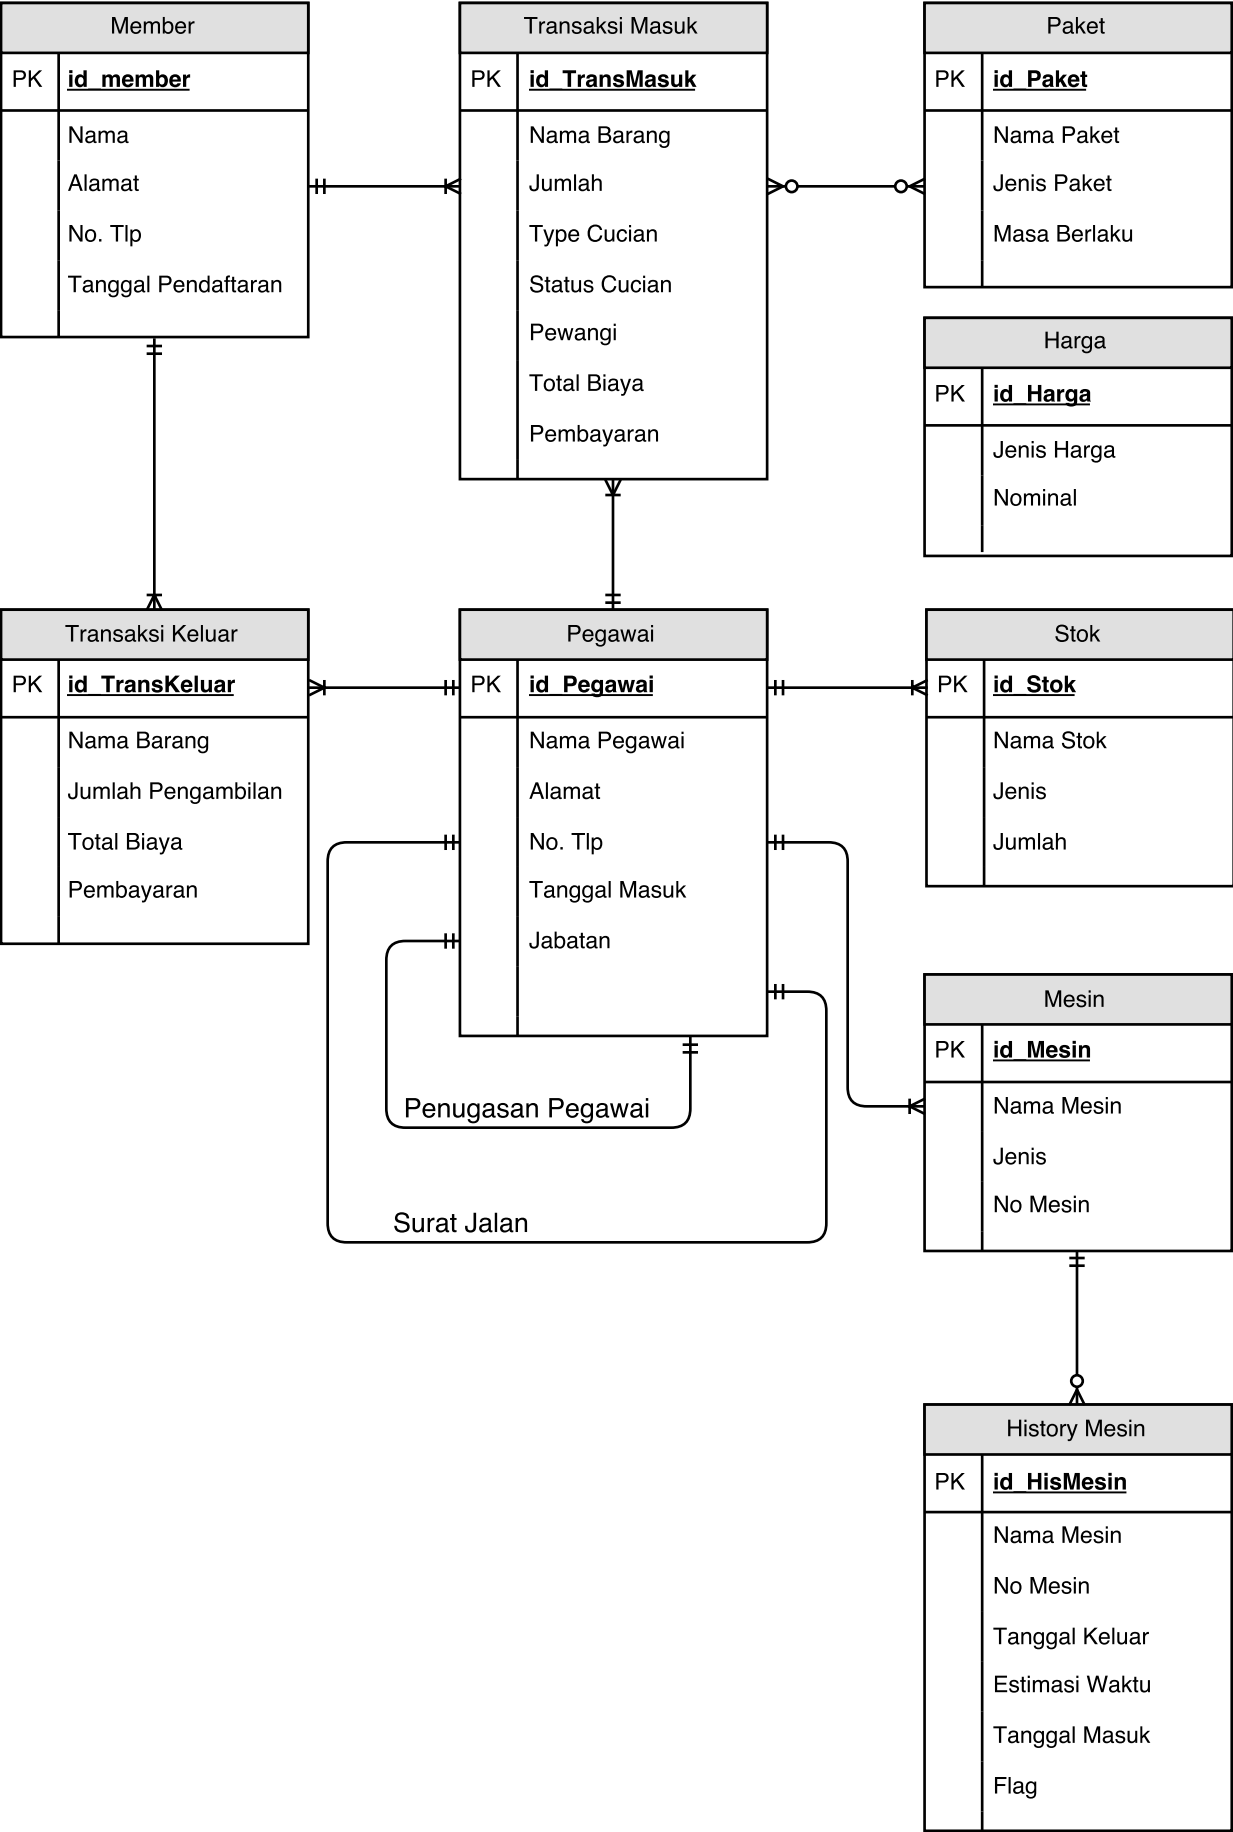 Member
PK id_member
Nama
Alamat
No. Tlp
Tanggal Pendaftaran
Transaksi Masuk
PK id_TransMasuk
Nama Barang
Jumlah
Type Cucian
Status Cucian
Pewangi
Total Biaya
Pembayaran
Paket
PK id_Paket
Nama Paket
Jenis Paket
Masa Berlaku
Harga
PK id_Harga
Jenis Harga
Nominal
Transaksi Keluar
PK id_TransKeluar
Nama Barang
Jumlah Pengambilan
Total Biaya
Pembayaran
Pegawai
PK id_Pegawai
Nama Pegawai
Alamat
No. Tlp
Tanggal Masuk
Jabatan
Penugasan Pegawai
Surat Jalan
Stok
PK id_Stok
Nama Stok
Jenis
Jumlah
Mesin
PK id_Mesin
Nama Mesin
Jenis
No Mesin
History Mesin
PK id_HisMesin
Nama Mesin
No Mesin
Tanggal Keluar
Estimasi Waktu
Tanggal Masuk
Flag